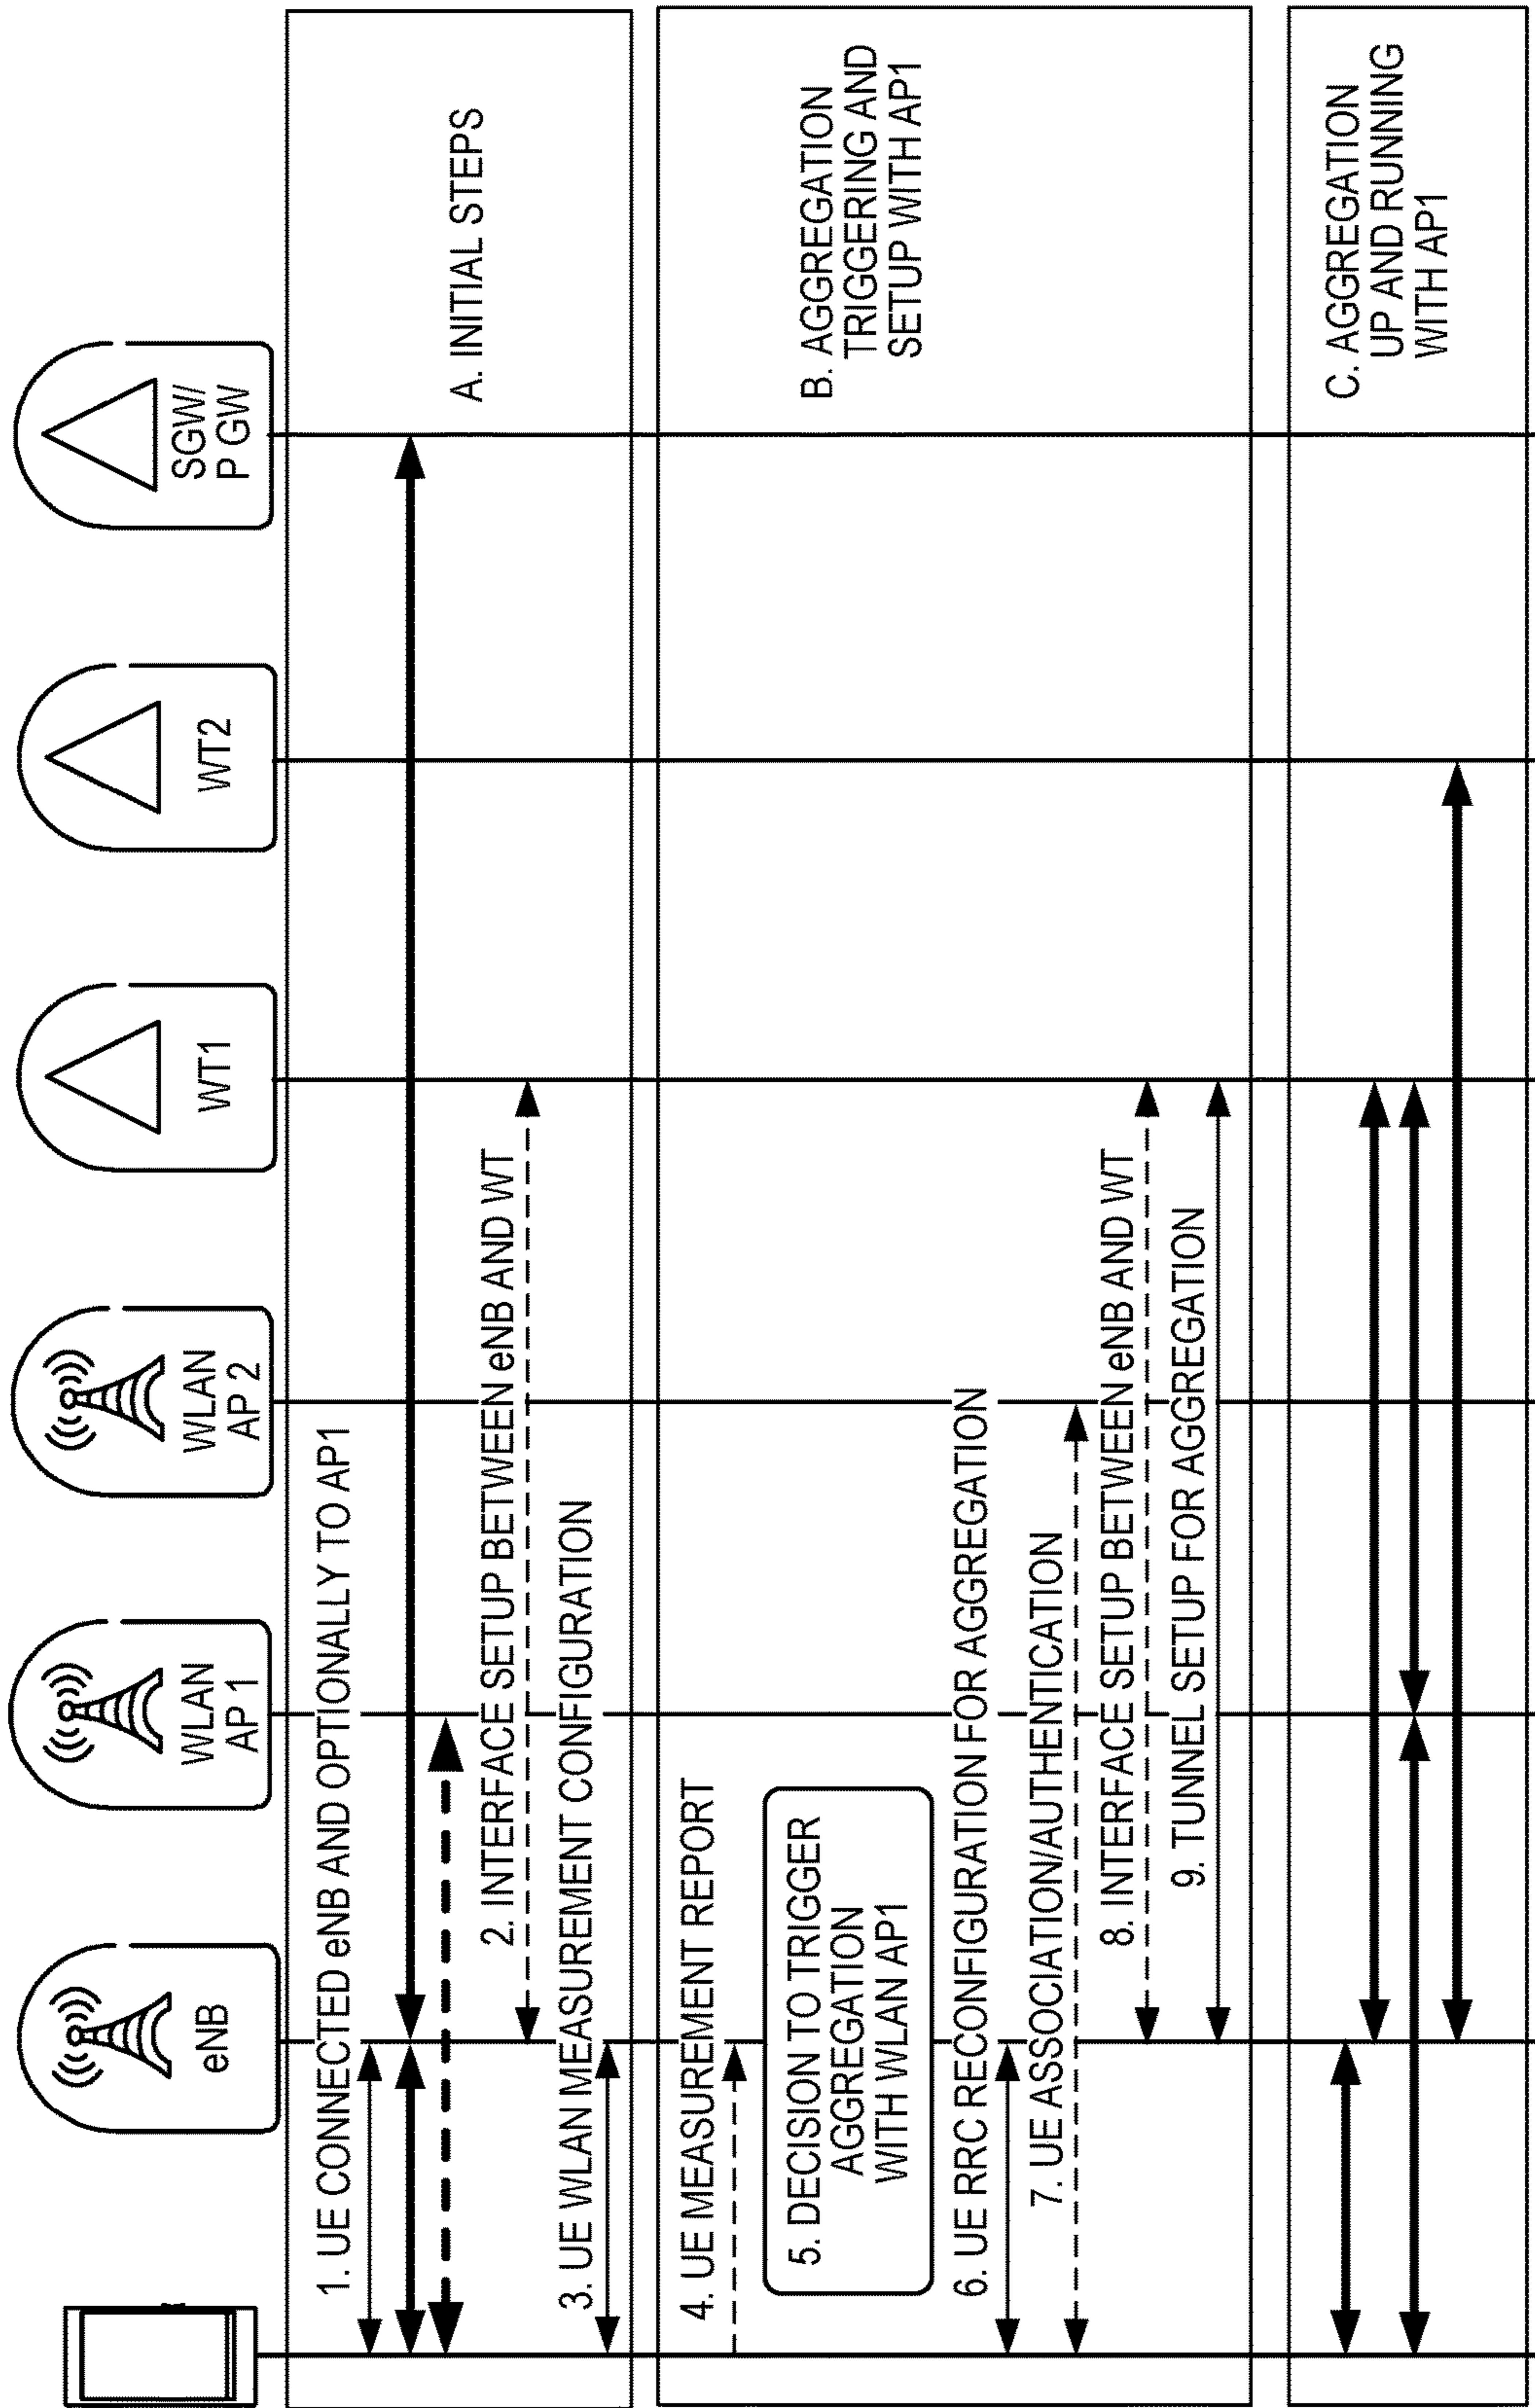 eNB
WLAN
AP 1
WLAN
AP 2
WT1
WT2
SGW/
P GW
1. UE CONNECTED eNB AND OPTIONALLY TO AP1
2. INTERFACE SETUP BETWEEN eNB AND WT
3. UE WLAN MEASUREMENT CONFIGURATION
A. INITIAL STEPS
4. UE MEASUREMENT REPORT
5. DECISION TO TRIGGER
AGGREGATION
WITH WLAN AP1
6. UE RRC RECONFIGURATION FOR AGGREGATION
7. UE ASSOCIATION/AUTHENTICATION
8. INTERFACE SETUP BETWEEN eNB AND WT
9. TUNNEL SETUP FOR AGGREGATION
B. AGGREGATION
TRIGGERING AND
SETUP WITH AP1
C. AGGREGATION
UP AND RUNNING
WITH AP1